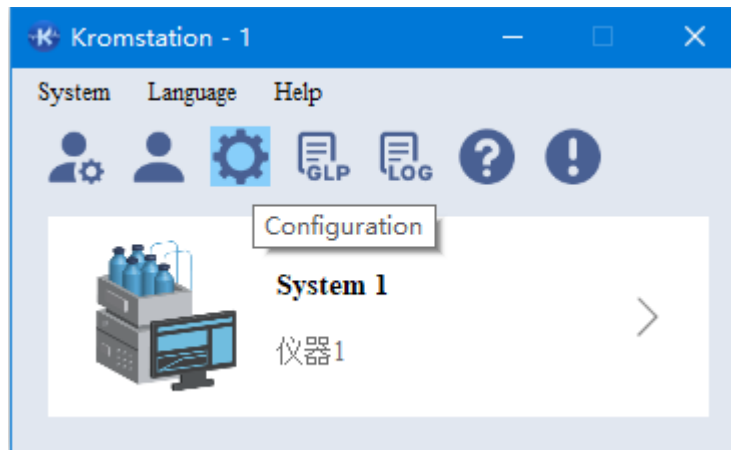 Kromstation - 1
System Language Help
GLP LOG
Configuration
System 1
仪器1